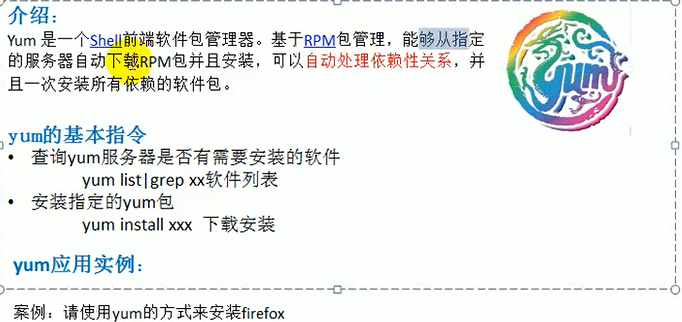 介绍：
Yum 是一个Shell前端软件包管理器。基于RPM包管理，能够从指定
的服务器自动下载RPM包并且安装，可以自动处理依赖性关系，并
且一次安装所有依赖的软件包。
yum
yum的基本指令
• 查询yum服务器是否有需要安装的软件
yum list|grep xx软件列表
• 安装指定的yum包
yum install xxx 下载安装
yum应用实例：
案例：请使用yum的方式来安装firefox